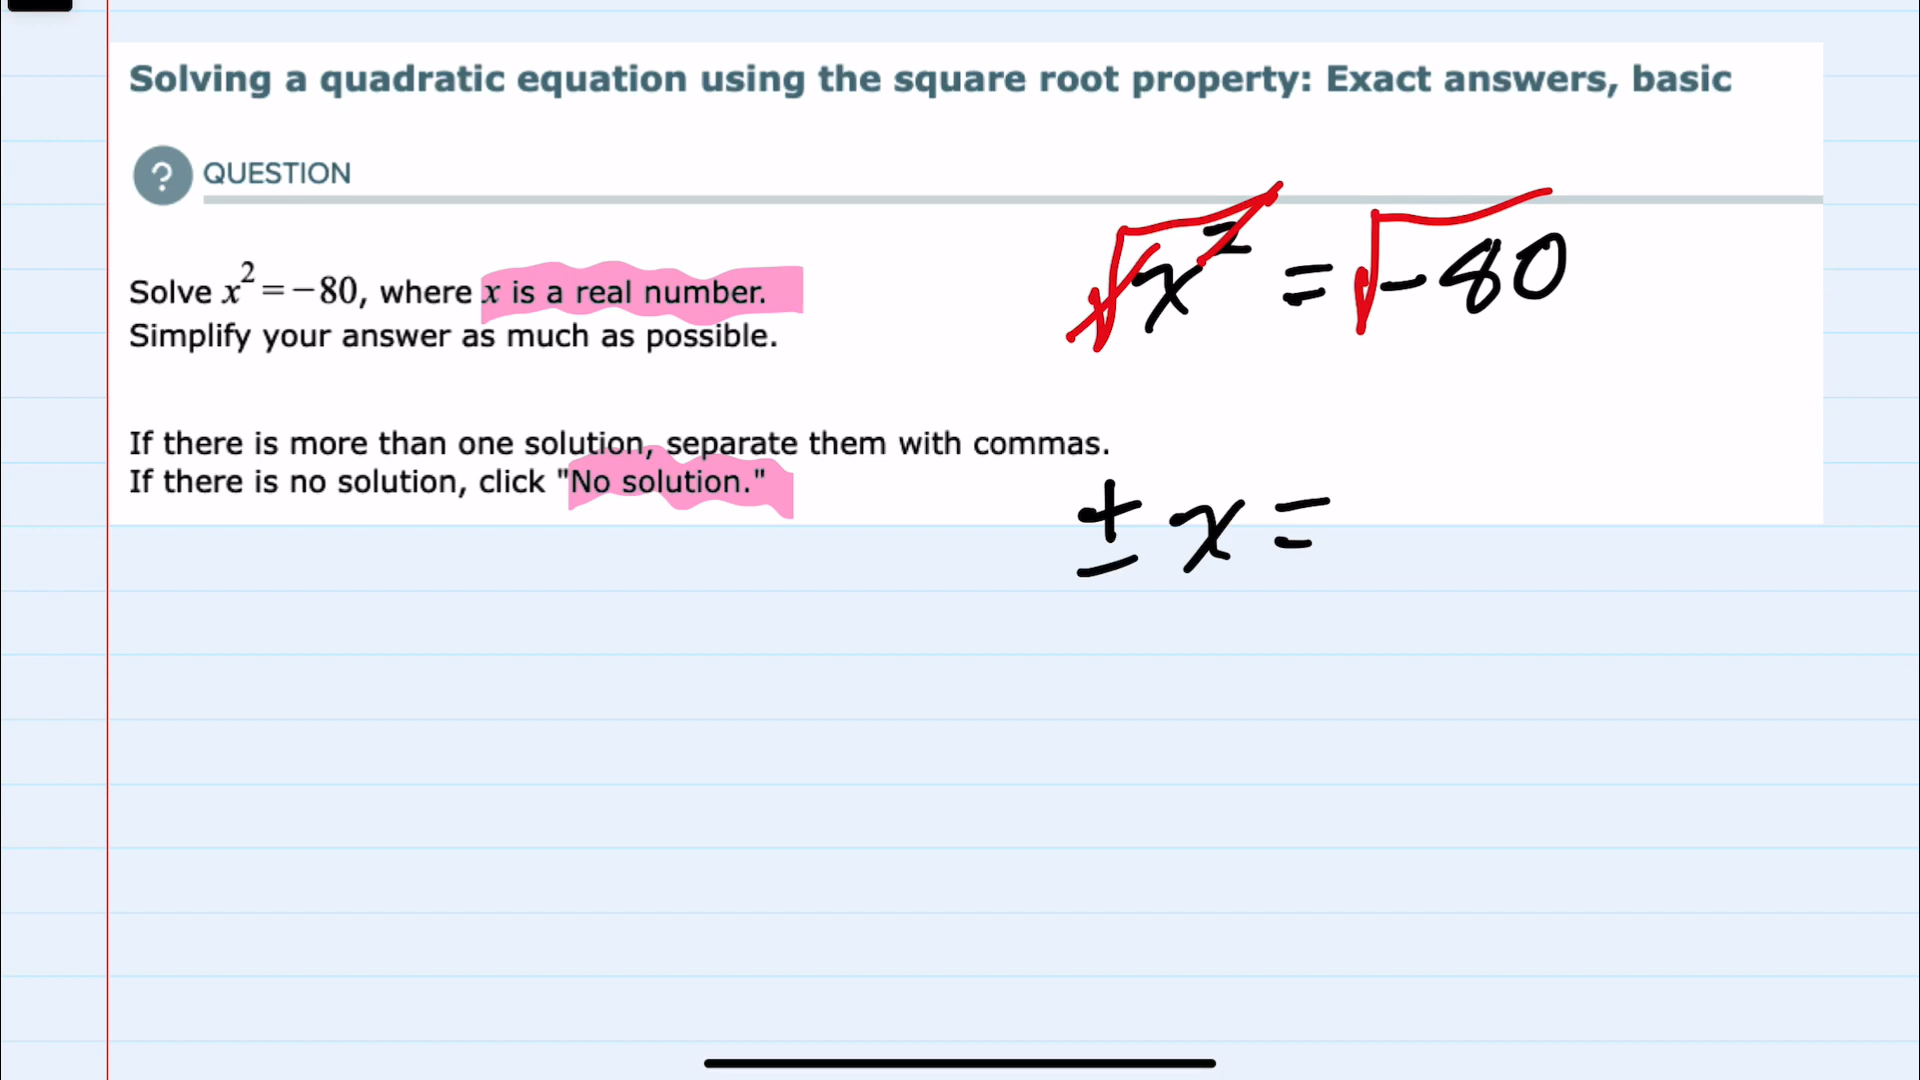 Solving a quadratic equation using the square root property: Exact answers, basic
? QUESTION
√x² = √-80
Solve x² = −80, where x is a real number.
Simplify your answer as much as possible.
If there is more than one solution, separate them with commas.
If there is no solution, click "No solution."
± x =